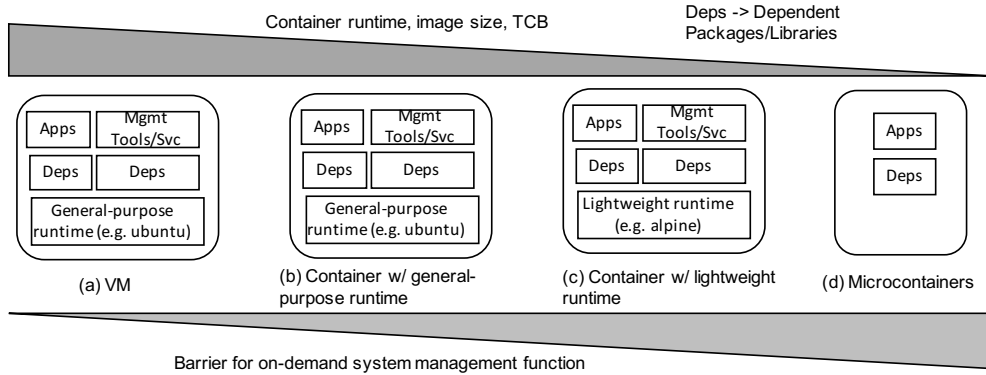 Container runtime, image size, TCB
Deps -> Dependent
Packages/Libraries
Apps
Mgmt
Tools/Svc
Deps
Deps
General-purpose
runtime (e.g. ubuntu)
(a) VM
Apps
Mgmt
Tools/Svc
Deps
Deps
General-purpose
runtime (e.g. ubuntu)
(b) Container w/ general-
purpose runtime
Apps
Mgmt
Tools/Svc
Deps
Deps
Lightweight runtime
(e.g. alpine)
(c) Container w/ lightweight
runtime
Apps
Deps
(d) Microcontainers
Barrier for on-demand system management function